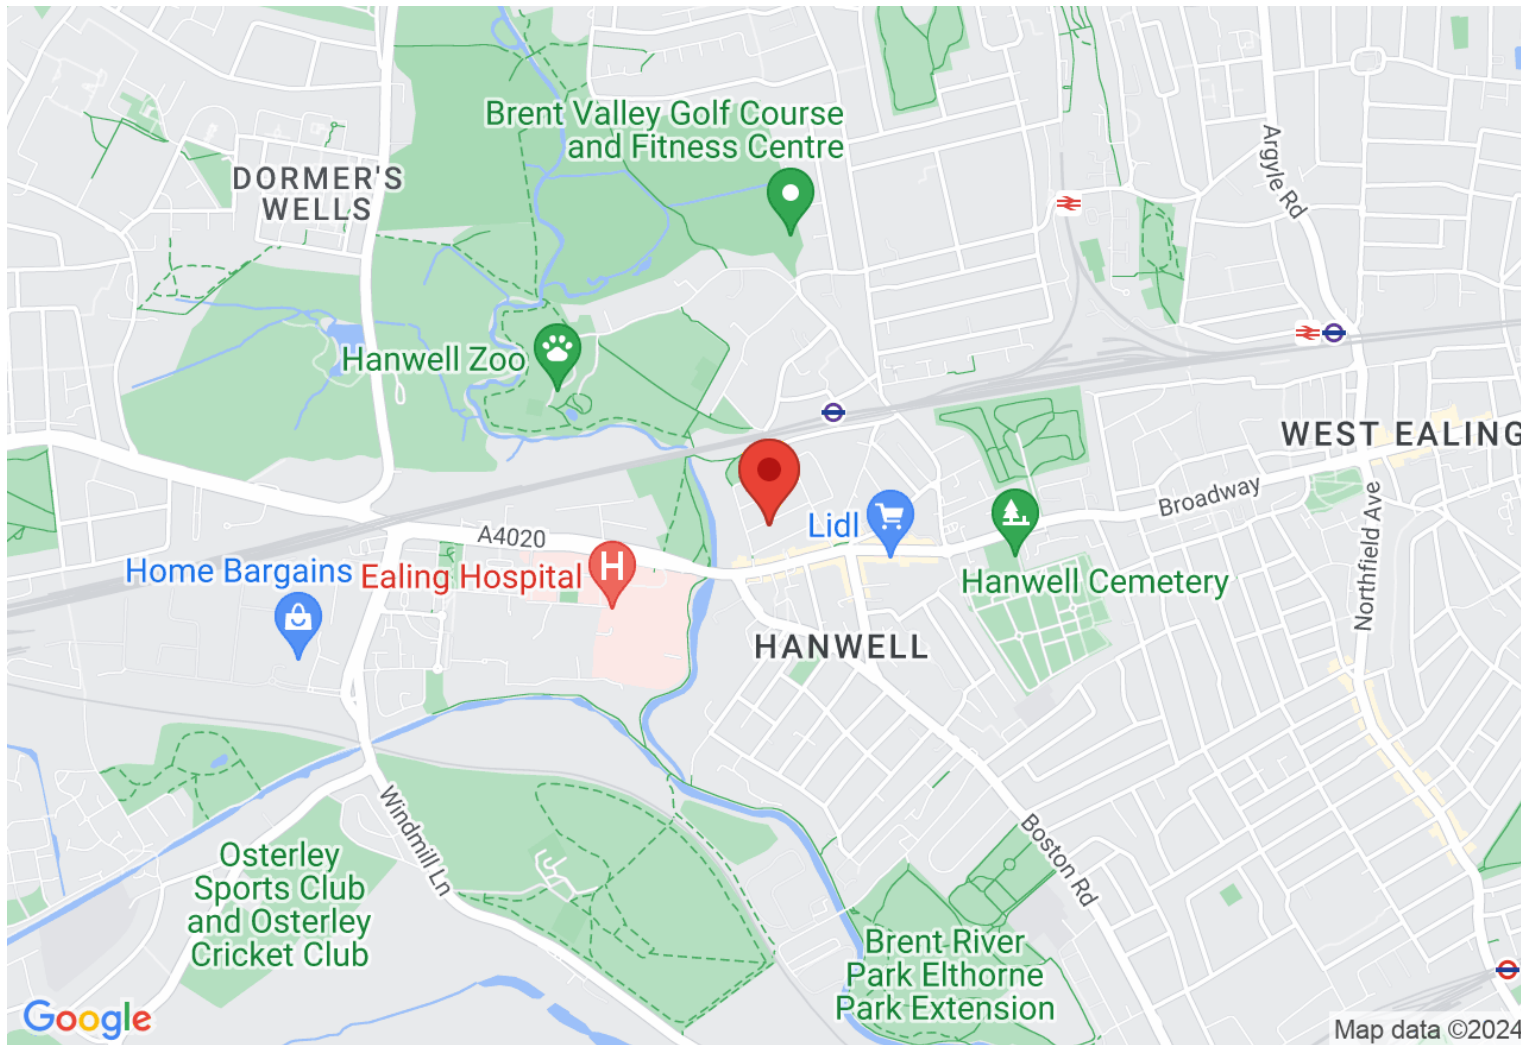 Brent Valley Golf Course
and Fitness Centre
Argyle Rd
DORMER'S
WELLS
Hanwell Zoo
WEST EALING
Broadway
Lidl
A4020
Home Bargains
Ealing Hospital
H
Hanwell Cemetery
Northfield Ave
HANWELL
Windmill Ln
Boston Rd
Osterley
Sports Club
and Osterley
Cricket Club
Brent River
Park Elthorne
Park Extension
Google
Map data ©2024